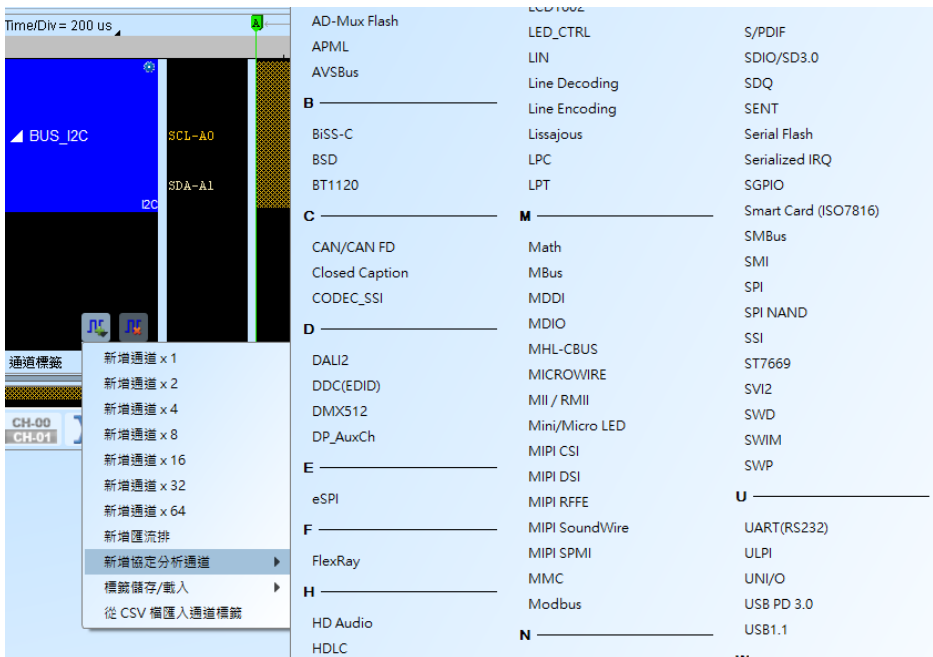 Time/Div = 200 us
A
BUS_I2C
I2C
SCL-A0
SDA-A1
通道標籤
CH-00
CH-01
新增通道 x 1
新增通道 x 2
新增通道 x 4
新增通道 x 8
新增通道 x 16
新增通道 x 32
新增通道 x 64
新增匯流排
新增協定分析通道
標籤儲存/載入
從 CSV 檔匯入通道標籤
AD-Mux Flash
APML
AVSBus
B
BiSS-C
BSD
BT1120
C
CAN/CAN FD
Closed Caption
CODEC_SSI
D
DALI2
DDC(EDID)
DMX512
DP_AuxCh
E
eSPI
F
FlexRay
H
HD Audio
HDLC
LCD1602
LED_CTRL
LIN
Line Decoding
Line Encoding
Lissajous
LPC
LPT
M
Math
MBus
MDDI
MDIO
MHL-CBUS
MICROWIRE
MII / RMII
Mini/Micro LED
MIPI CSI
MIPI DSI
MIPI RFFE
MIPI SoundWire
MIPI SPMI
MMC
Modbus
N
S/PDIF
SDIO/SD3.0
SDQ
SENT
Serial Flash
Serialized IRQ
SGPIO
Smart Card (ISO7816)
SMBus
SMI
SPI
SPI NAND
SSI
ST7669
SVI2
SWD
SWIM
SWP
U
UART(RS232)
ULPI
UNI/O
USB PD 3.0
USB1.1